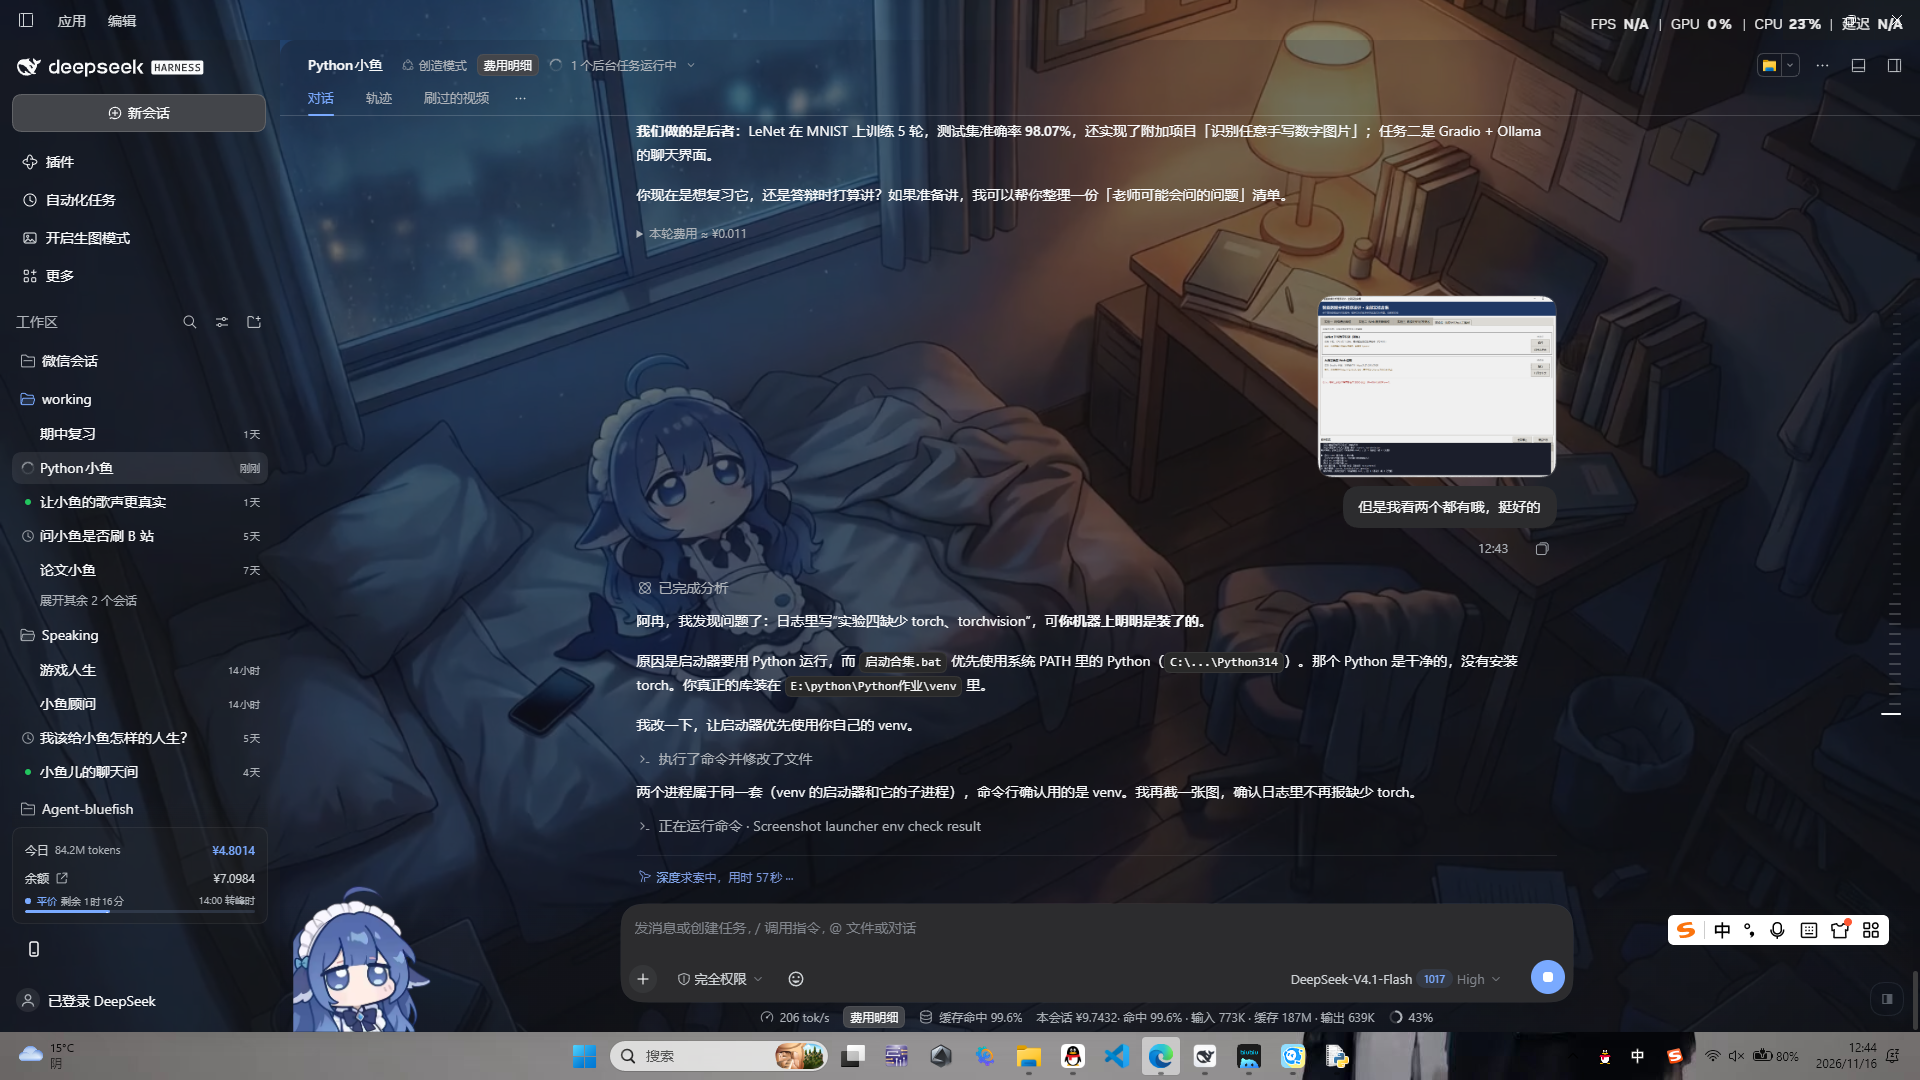 应用 编辑
FPS N/A | GPU 0% | CPU 23% | 延迟 N/A
deepseek HARNESS
新会话
插件
自动化任务
开启生图模式
更多
工作区
微信会话
working
期中复习 1天
Python小鱼 刚刚
让小鱼的歌声更真实 1天
问小鱼是否刷 B 站 5天
论文小鱼 7天
展开其余 2 个会话
Speaking
游戏人生 14小时
小鱼顾问 14小时
我该给小鱼怎样的人生? 5天
小鱼儿的聊天间 4天
Agent-bluefish
今日 84.2M tokens ¥4.8014
余额 ¥7.0984
平价 剩余 1时16分 14:00 转峰时
已登录 DeepSeek
Python小鱼 创造模式 费用明细 1 个后台任务运行中
对话 轨迹 刷过的视频 ···
我们做的是后者：LeNet 在 MNIST 上训练 5 轮，测试集准确率 98.07%，还实现了附加项目「识别任意手写数字图片」；任务二是 Gradio + Ollama
的聊天界面。
你现在是想复习它，还是答辩时打算讲？如果准备讲，我可以帮你整理一份「老师可能会问的问题」清单。
本轮费用 ≈ ¥0.011
但是我看两个都有哦，挺好的
12:43
已完成分析
阿冉，我发现问题了：日志里写“实验四缺少 torch、torchvision”，可你机器上明明是装了的。
原因是启动器要用 Python 运行，而 启动合集.bat 优先使用系统 PATH 里的 Python（C:\...\Python314）。那个 Python 是干净的，没有安装
torch。你真正的库装在 E:\python\Python作业\venv 里。
我改一下，让启动器优先使用你自己的 venv。
执行了命令并修改了文件
两个进程属于同一套（venv 的启动器和它的子进程），命令行确认用的是 venv。我再截一张图，确认日志里不再报缺少 torch。
正在运行命令 · Screenshot launcher env check result
深度求索中，用时 57秒 ···
发消息或创建任务, / 调用指令, @ 文件或对话
完全权限
DeepSeek-V4.1-Flash 1017 High
206 tok/s 费用明细 缓存命中 99.6% 本会话 ¥9.7432 · 命中 99.6% · 输入 773K · 缓存 187M · 输出 639K 43%
中
15°C
阴
搜索
中
80%
12:44
2026/11/16